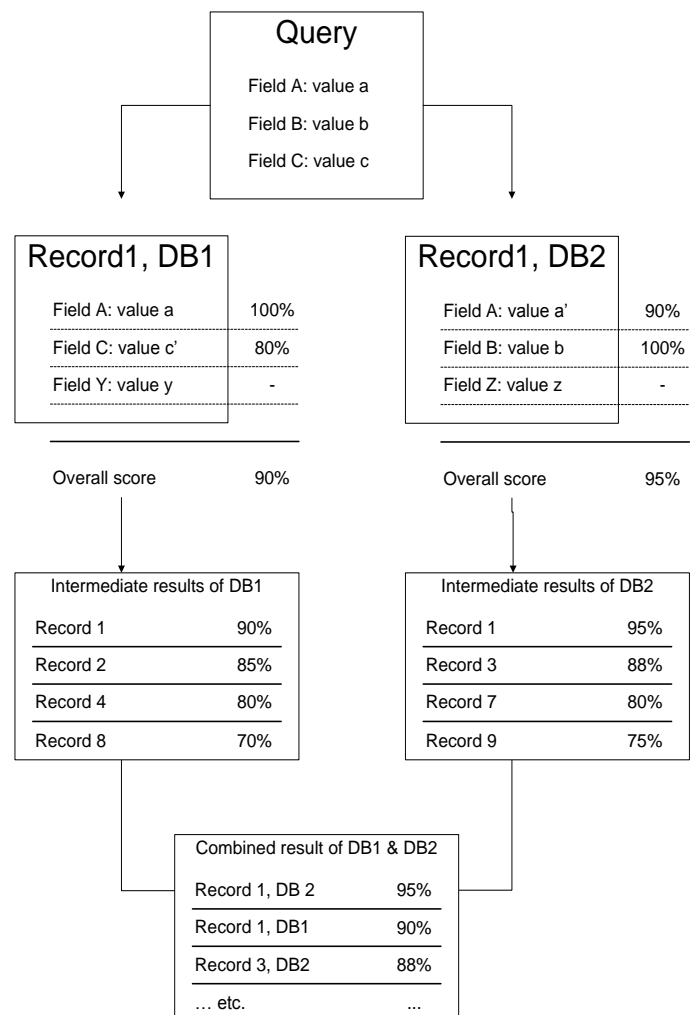 Query
Field A: value a
Field B: value b
Field C: value c
Record1, DB1
Field A: value a 100%
Field C: value c' 80%
Field Y: value y -
Overall score 90%
Record1, DB2
Field A: value a' 90%
Field B: value b 100%
Field Z: value z -
Overall score 95%
Intermediate results of DB1
Record 1 90%
Record 2 85%
Record 4 80%
Record 8 70%
Intermediate results of DB2
Record 1 95%
Record 3 88%
Record 7 80%
Record 9 75%
Combined result of DB1 & DB2
Record 1, DB 2 95%
Record 1, DB1 90%
Record 3, DB2 88%
… etc. ...